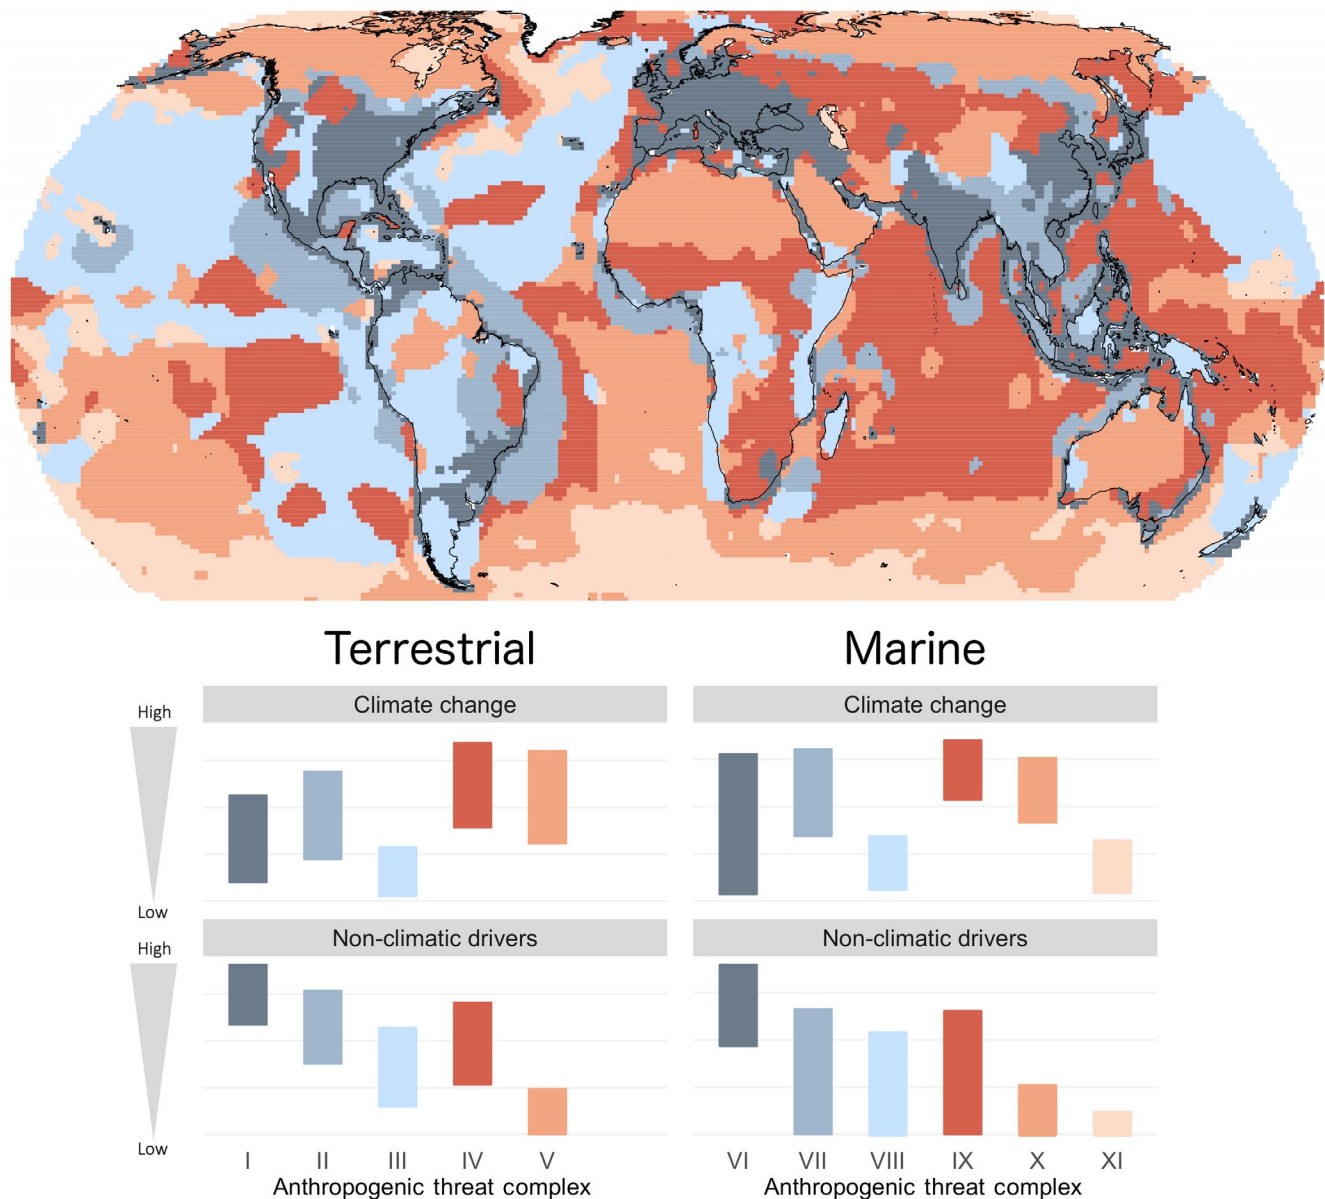 Terrestrial Marine
Climate change Climate change
High
Low
Non-climatic drivers Non-climatic drivers
High
Low
I II III IV V VI VII VIII IX X XI
Anthropogenic threat complex Anthropogenic threat complex